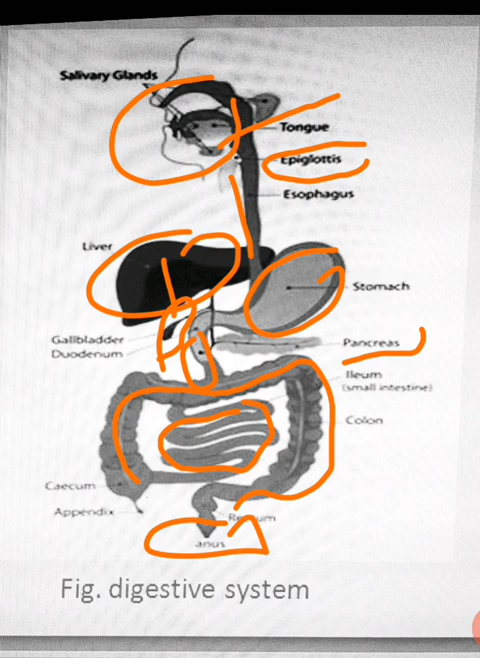 Salivary Glands
Tongue
Epiglottis
Esophagus
Liver
Stomach
Gallbladder
Duodenum
Pancreas
Ileum
(small intestine)
Colon
Caecum
Appendix
Rectum
anus
Fig. digestive system